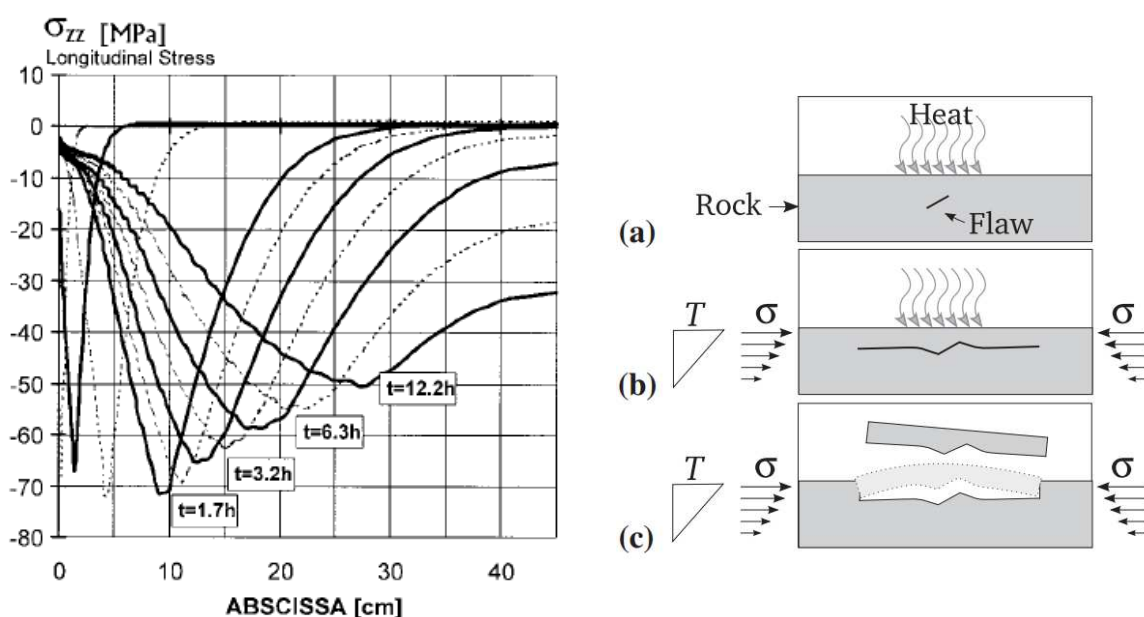 σzz [MPa]
Longitudinal Stress
10
0
-10
-20
-30
-40
-50
-60
-70
-80
0
10
20
30
40
ABSCISSA [cm]
t=12.2h
t=6.3h
t=3.2h
t=1.7h
(a)
Heat
Rock
Flaw
(b)
T
σ
σ
(c)
T
σ
σ